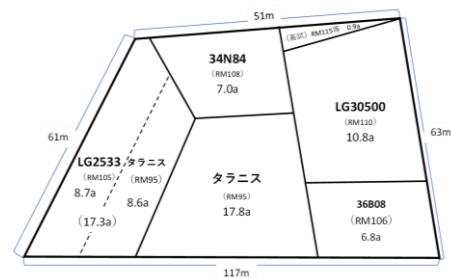 51m
34N84
(RM108)
7.0a
RM115系 0.9a
61m
63m
LG30500
(RM110)
10.8a
LG2533
(RM105)
8.7a
タラニス
(RM95)
8.6a
(17.3a)
タラニス
(RM95)
17.8a
36B08
(RM106)
6.8a
117m